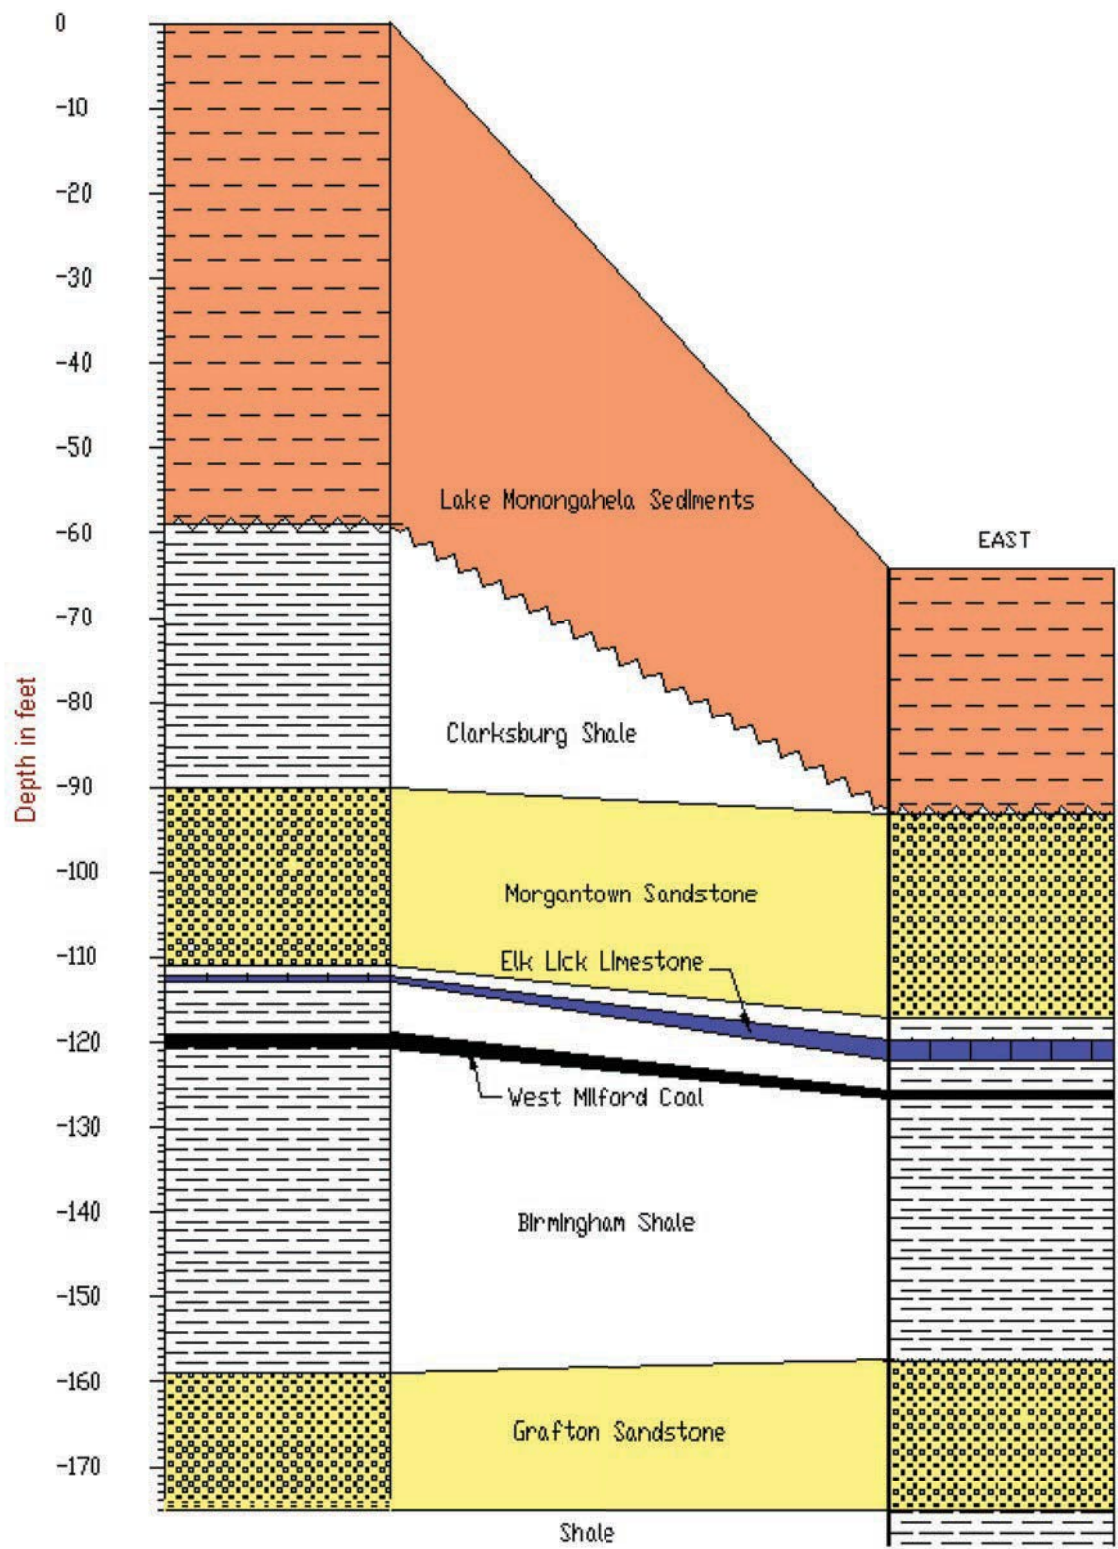 0
-10
-20
-30
-40
-50
Lake Monongahela Sediments
-60
EAST
-70
-80
Clarksburg Shale
Depth in feet
-90
-100
Morgantown Sandstone
-110
Elk Lick Limestone
-120
West Milford Coal
-130
-140
Birmingham Shale
-150
-160
Grafton Sandstone
-170
Shale